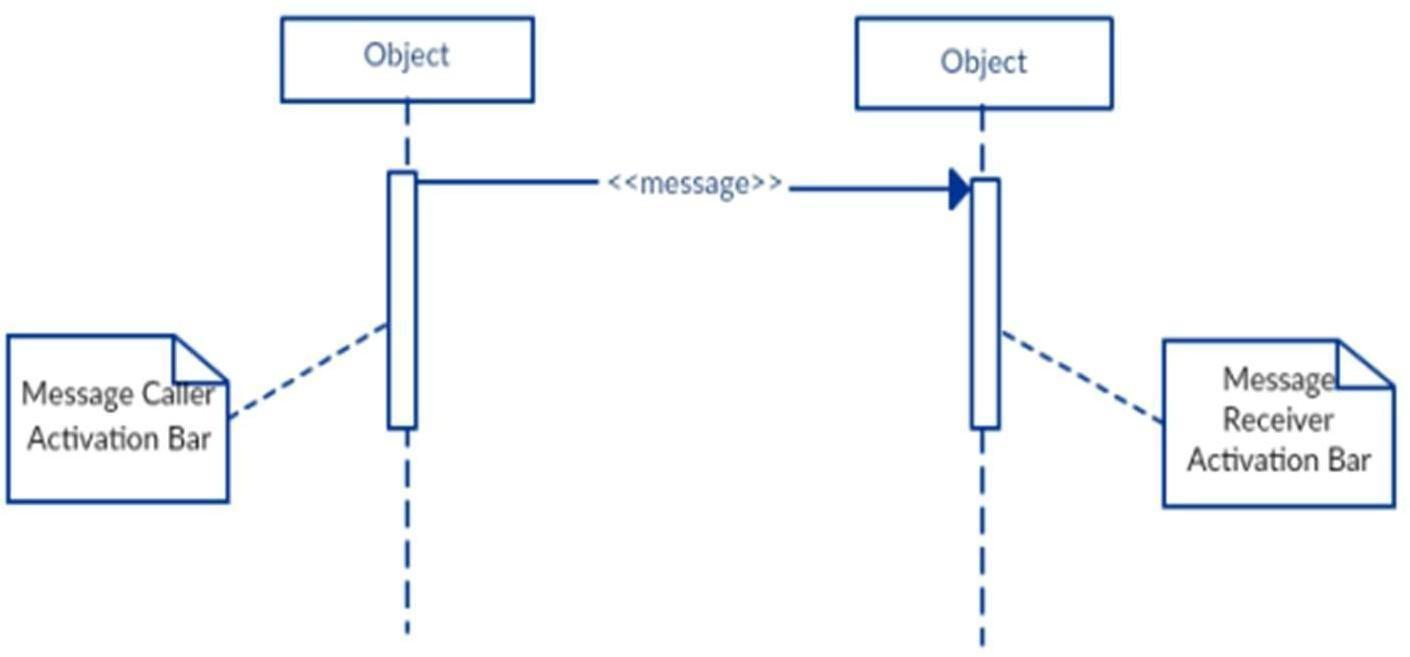 Object
Object
<<message>>
Message Caller
Activation Bar
Message
Receiver
Activation Bar